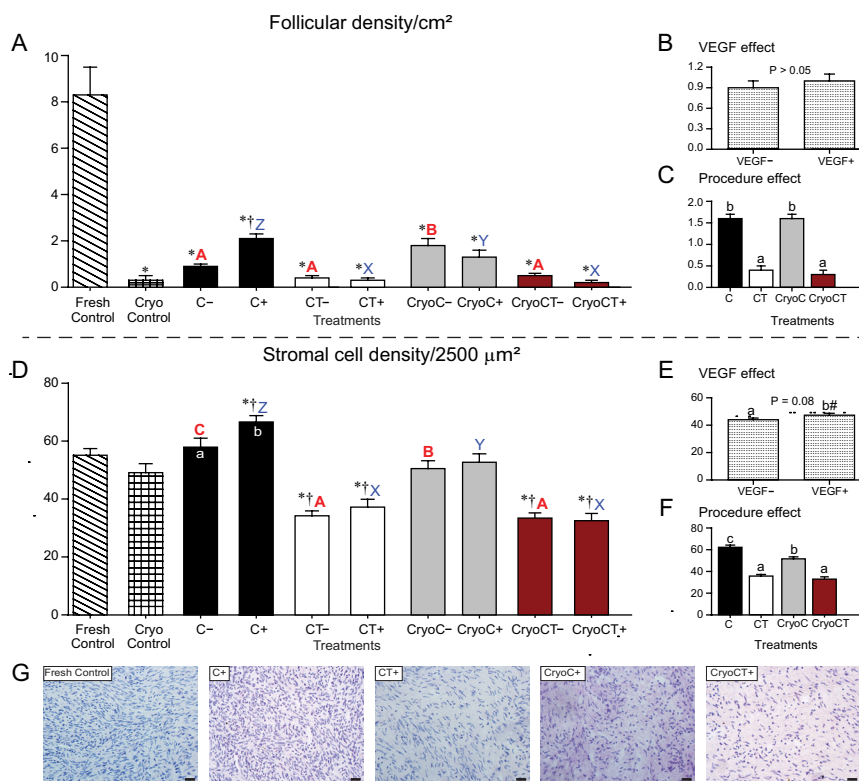 Follicular density/cm²
A
10
8
6
4
2
0
*
*A
*†Z
*A
*X
*B
*Y
*A
*X
Fresh Control
Cryo Control
C−
C+
CT−
CT+
CryoC−
CryoC+
CryoCT−
CryoCT+
Treatments
B
VEGF effect
P > 0.05
1.2
0.9
0.6
0.3
0.0
VEGF−
VEGF+
C
Procedure effect
2.0
1.5
1.0
0.5
0.0
b
a
b
a
C
CT
CryoC
CryoCT
Treatments
Stromal cell density/2500 μm²
D
80
60
40
20
0
C
a
*†Z
b
*†A
*†X
B
Y
*†A
*†X
Fresh Control
Cryo Control
C−
C+
CT−
CT+
CryoC−
CryoC+
CryoCT−
CryoCT+
Treatments
E
VEGF effect
P = 0.08
a
b#
80
60
40
20
0
VEGF−
VEGF+
F
Procedure effect
80
60
40
20
0
c
a
b
a
C
CT
CryoC
CryoCT
Treatments
G
Fresh Control
C+
CT+
CryoC+
CryoCT+